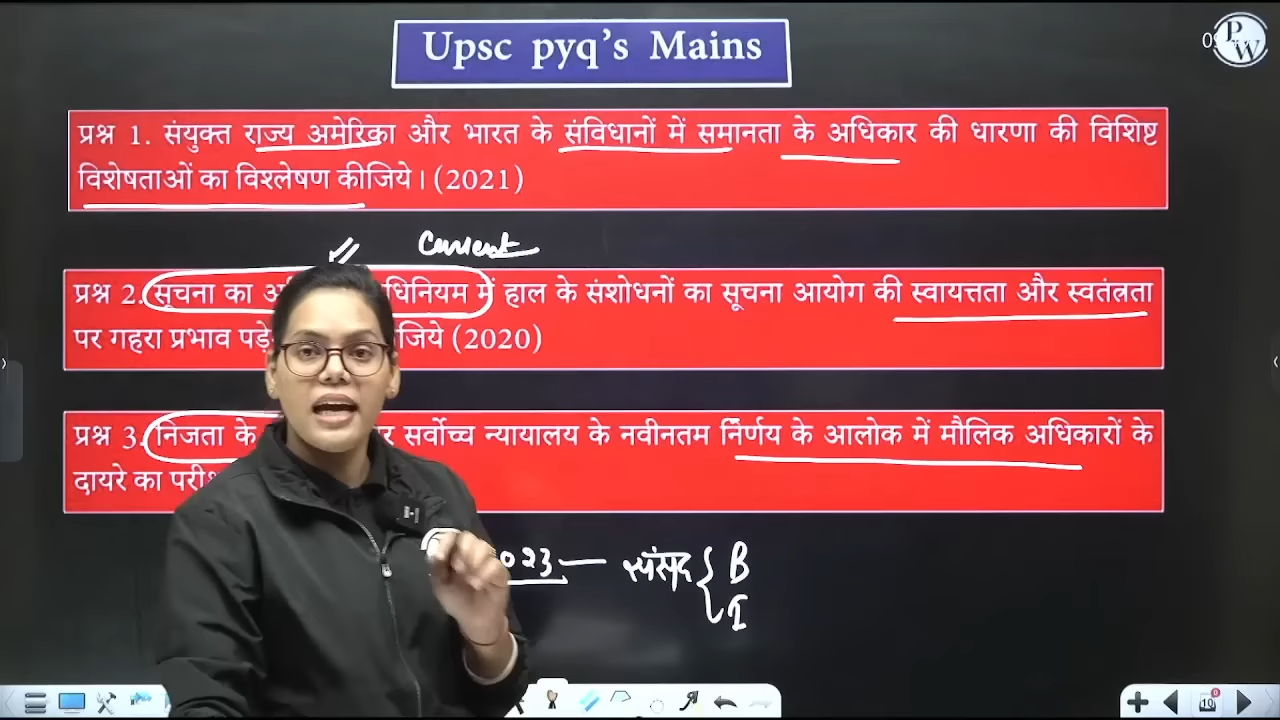 Upsc pyq's Mains
PW
प्रश्न 1. संयुक्त राज्य अमेरिका और भारत के संविधानों में समानता के अधिकार की धारणा की विशिष्ट
विशेषताओं का विश्लेषण कीजिये। (2021)
Current
प्रश्न 2. सूचना का धिनियम में हाल के संशोधनों का सूचना आयोग की स्वायत्तता और स्वतंत्रता
पर गहरा प्रभाव पड़े जिये (2020)
प्रश्न 3. निजता के सर्वोच्च न्यायालय के नवीनतम निर्णय के आलोक में मौलिक अधिकारों के
दायरे का
023 — संसद { B
I
10